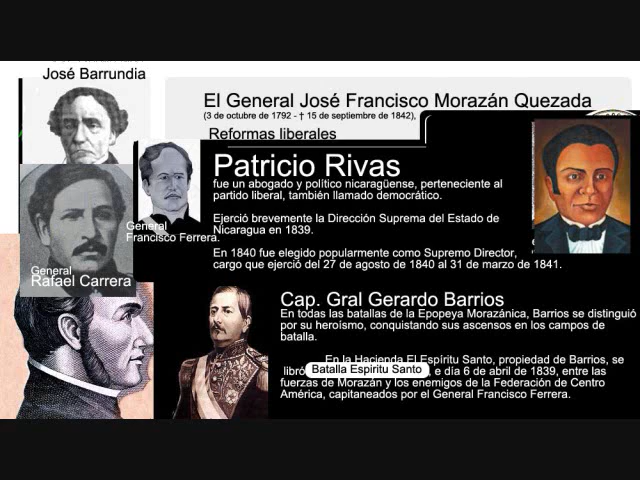 José Barrundia
El General José Francisco Morazán Quezada
(3 de octubre de 1792 - † 15 de septiembre de 1842),
Reformas liberales
Patricio Rivas
fue un abogado y político nicaragüense, perteneciente al
partido liberal, también llamado democrático.
Ejerció brevemente la Dirección Suprema del Estado de
Nicaragua en 1839.
En 1840 fue elegido popularmente como Supremo Director,
cargo que ejerció del 27 de agosto de 1840 al 31 de marzo de 1841.
General
Francisco Ferrera.
General
Rafael Carrera
Cap. Gral Gerardo Barrios
En todas las batallas de la Epopeya Morazánica, Barrios se distinguió
por su heroísmo, conquistando sus ascensos en los campos de
batalla.
En la Hacienda El Espíritu Santo, propiedad de Barrios, se
libró Batalla Espiritu Santo, e día 6 de abril de 1839, entre las
fuerzas de Morazán y los enemigos de la Federación de Centro
América, capitaneados por el General Francisco Ferrera.